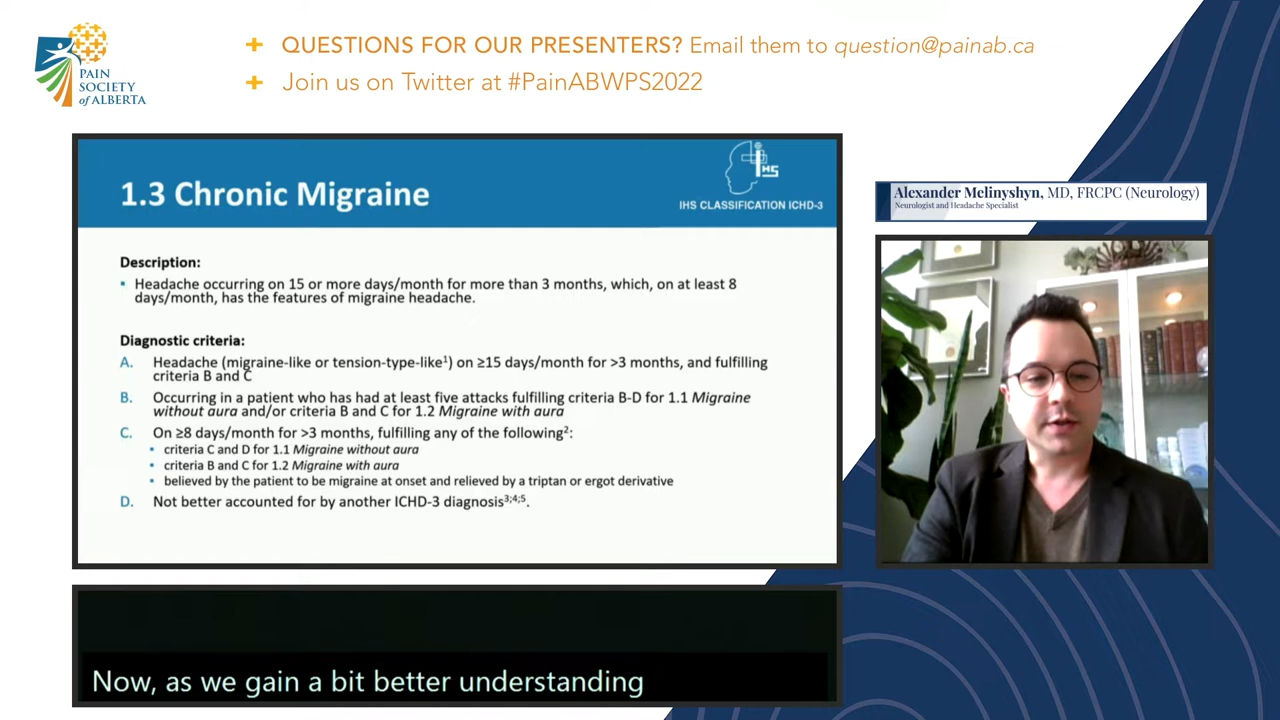 + QUESTIONS FOR OUR PRESENTERS? Email them to question@painab.ca
+ Join us on Twitter at #PainABWPS2022
PAIN
SOCIETY
of ALBERTA
1.3 Chronic Migraine
IHS
IHS CLASSIFICATION ICHD-3
Description:
▪ Headache occurring on 15 or more days/month for more than 3 months, which, on at least 8
days/month, has the features of migraine headache.
Diagnostic criteria:
A. Headache (migraine-like or tension-type-like¹) on ≥15 days/month for >3 months, and fulfilling
criteria B and C
B. Occurring in a patient who has had at least five attacks fulfilling criteria B-D for 1.1 Migraine
without aura and/or criteria B and C for 1.2 Migraine with aura
C. On ≥8 days/month for >3 months, fulfilling any of the following²:
▪ criteria C and D for 1.1 Migraine without aura
▪ criteria B and C for 1.2 Migraine with aura
▪ believed by the patient to be migraine at onset and relieved by a triptan or ergot derivative
D. Not better accounted for by another ICHD-3 diagnosis³;⁴;⁵.
Alexander Melinyshyn, MD, FRCPC (Neurology)
Neurologist and Headache Specialist
Now, as we gain a bit better understanding